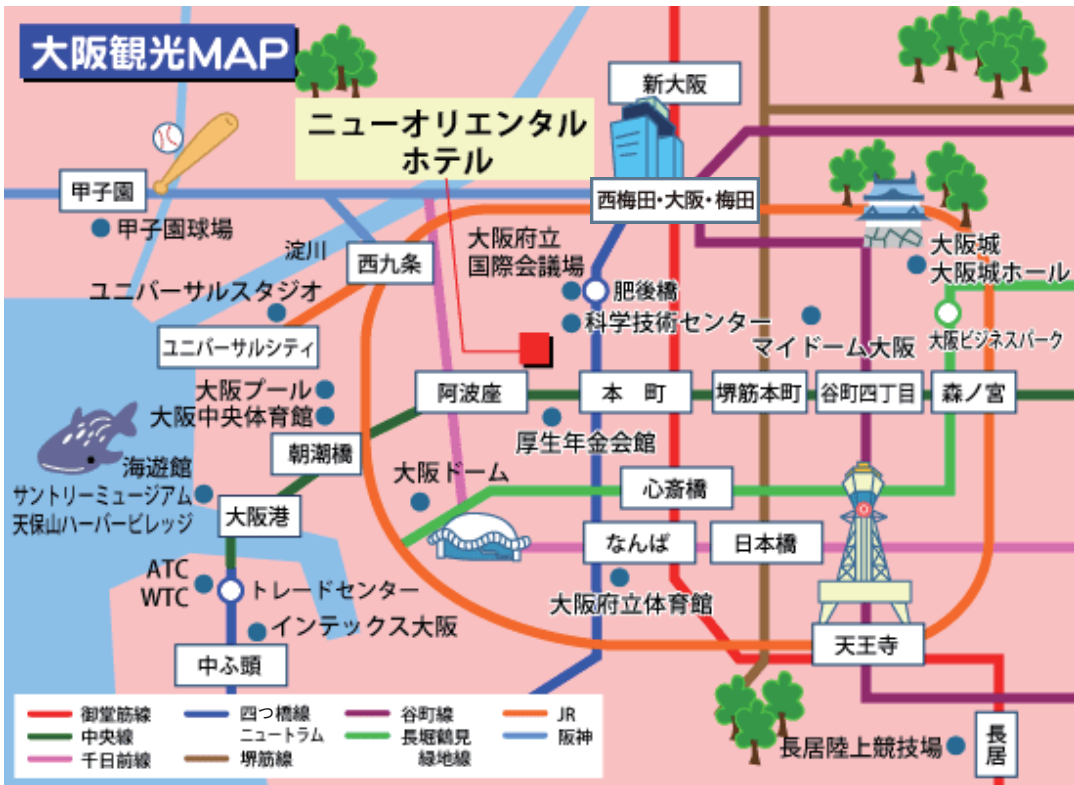 大阪観光MAP
新大阪
ニューオリエンタル
ホテル
甲子園
甲子園球場
西梅田・大阪・梅田
淀川
西九条
大阪府立
国際会議場
肥後橋
科学技術センター
大阪城
大阪城ホール
ユニバーサルスタジオ
ユニバーサルシティ
マイドーム大阪
大阪ビジネスパーク
大阪プール
大阪中央体育館
阿波座
本 町
堺筋本町
谷町四丁目
森ノ宮
朝潮橋
厚生年金会館
海遊館
サントリーミュージアム
天保山ハーバービレッジ
大阪港
大阪ドーム
心斎橋
なんば
日本橋
ATC
WTC
トレードセンター
大阪府立体育館
インテックス大阪
中ふ頭
天王寺
長居陸上競技場
長居
御堂筋線
四つ橋線
ニュートラム
谷町線
JR
中央線
長堀鶴見
緑地線
阪神
千日前線
堺筋線